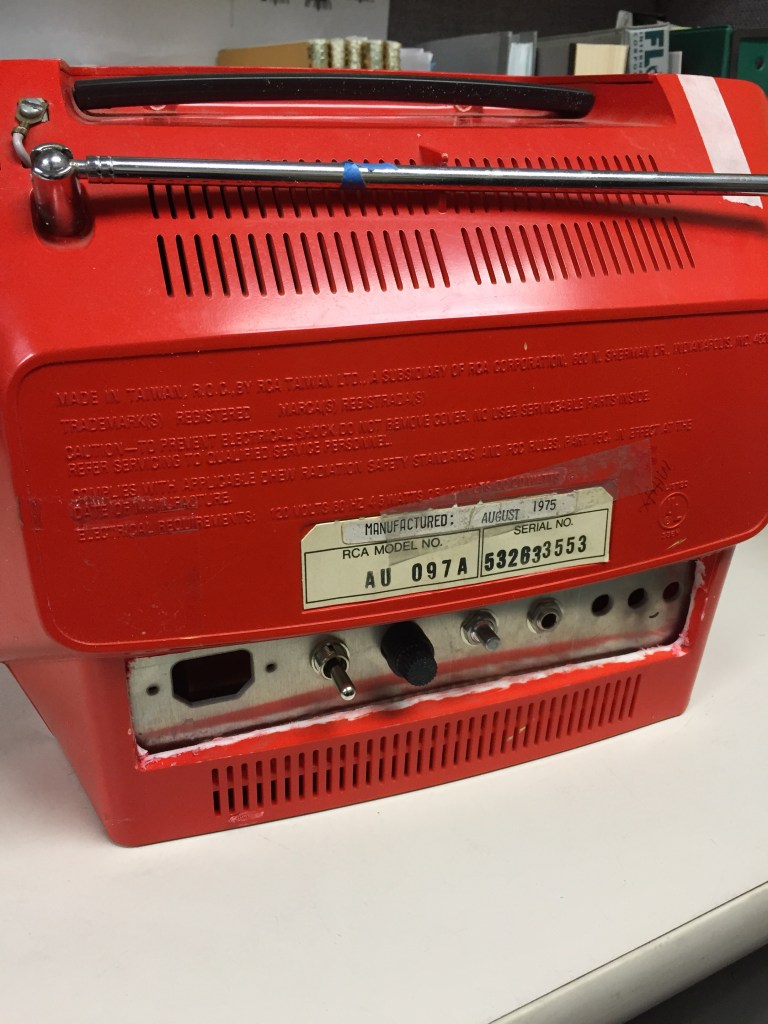 FL
MADE IN TAIWAN, R.O.C., BY RCA TAIWAN LTD., A SUBSIDIARY OF RCA CORPORATION, 600 N. SHERMAN DR., INDIANAPOLIS, IND
TRADEMARK(S) REGISTERED MARCA(S) REGISTRADA(S)
CAUTION—TO PREVENT ELECTRICAL SHOCK DO NOT REMOVE COVER. NO USER SERVICEABLE PARTS INSIDE.
REFER SERVICING TO QUALIFIED SERVICE PERSONNEL.
COMPLIES WITH APPLICABLE DHEW RADIATION SAFETY STANDARDS AND FCC RULES, PART IN EFFECT AT THE
DATE OF MANUFACTURE.
ELECTRICAL REQUIREMENTS VOLTS 60 HZ WATTS
MANUFACTURED: AUGUST 1975
RCA MODEL NO. SERIAL NO.
AU 097A 532633553